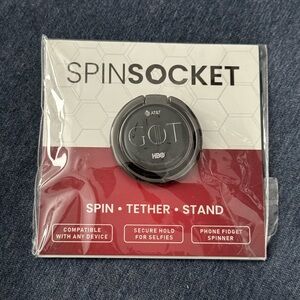 SPINSOCKET
AT&T
GOT
HBO
SPIN • TETHER • STAND
COMPATIBLE
WITH ANY DEVICE
SECURE HOLD
FOR SELFIES
PHONE FIDGET
SPINNER